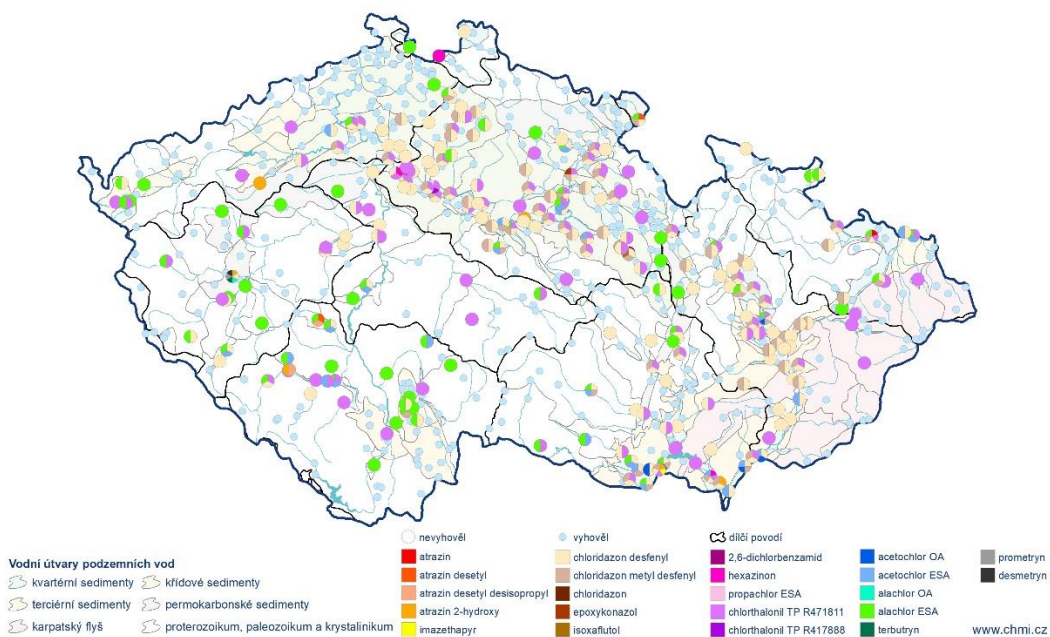 nevyhověl
vyhověl
dílčí povodí
Vodní útvary podzemních vod
kvartérní sedimenty
křídové sedimenty
terciérní sedimenty
permokarbonské sedimenty
karpatský flyš
proterozoikum, paleozoikum a krystalinikum
atrazin
atrazin desetyl
atrazin desetyl desisopropyl
atrazin 2-hydroxy
imazethapyr
chloridazon desfenyl
chloridazon metyl desfenyl
chloridazon
epoxykonazol
isoxaflutol
2,6-dichlorbenzamid
hexazinon
propachlor ESA
chlorthalonil TP R471811
chlorthalonil TP R417888
acetochlor OA
acetochlor ESA
alachlor OA
alachlor ESA
terbutryn
prometryn
desmetryn
www.chmi.cz